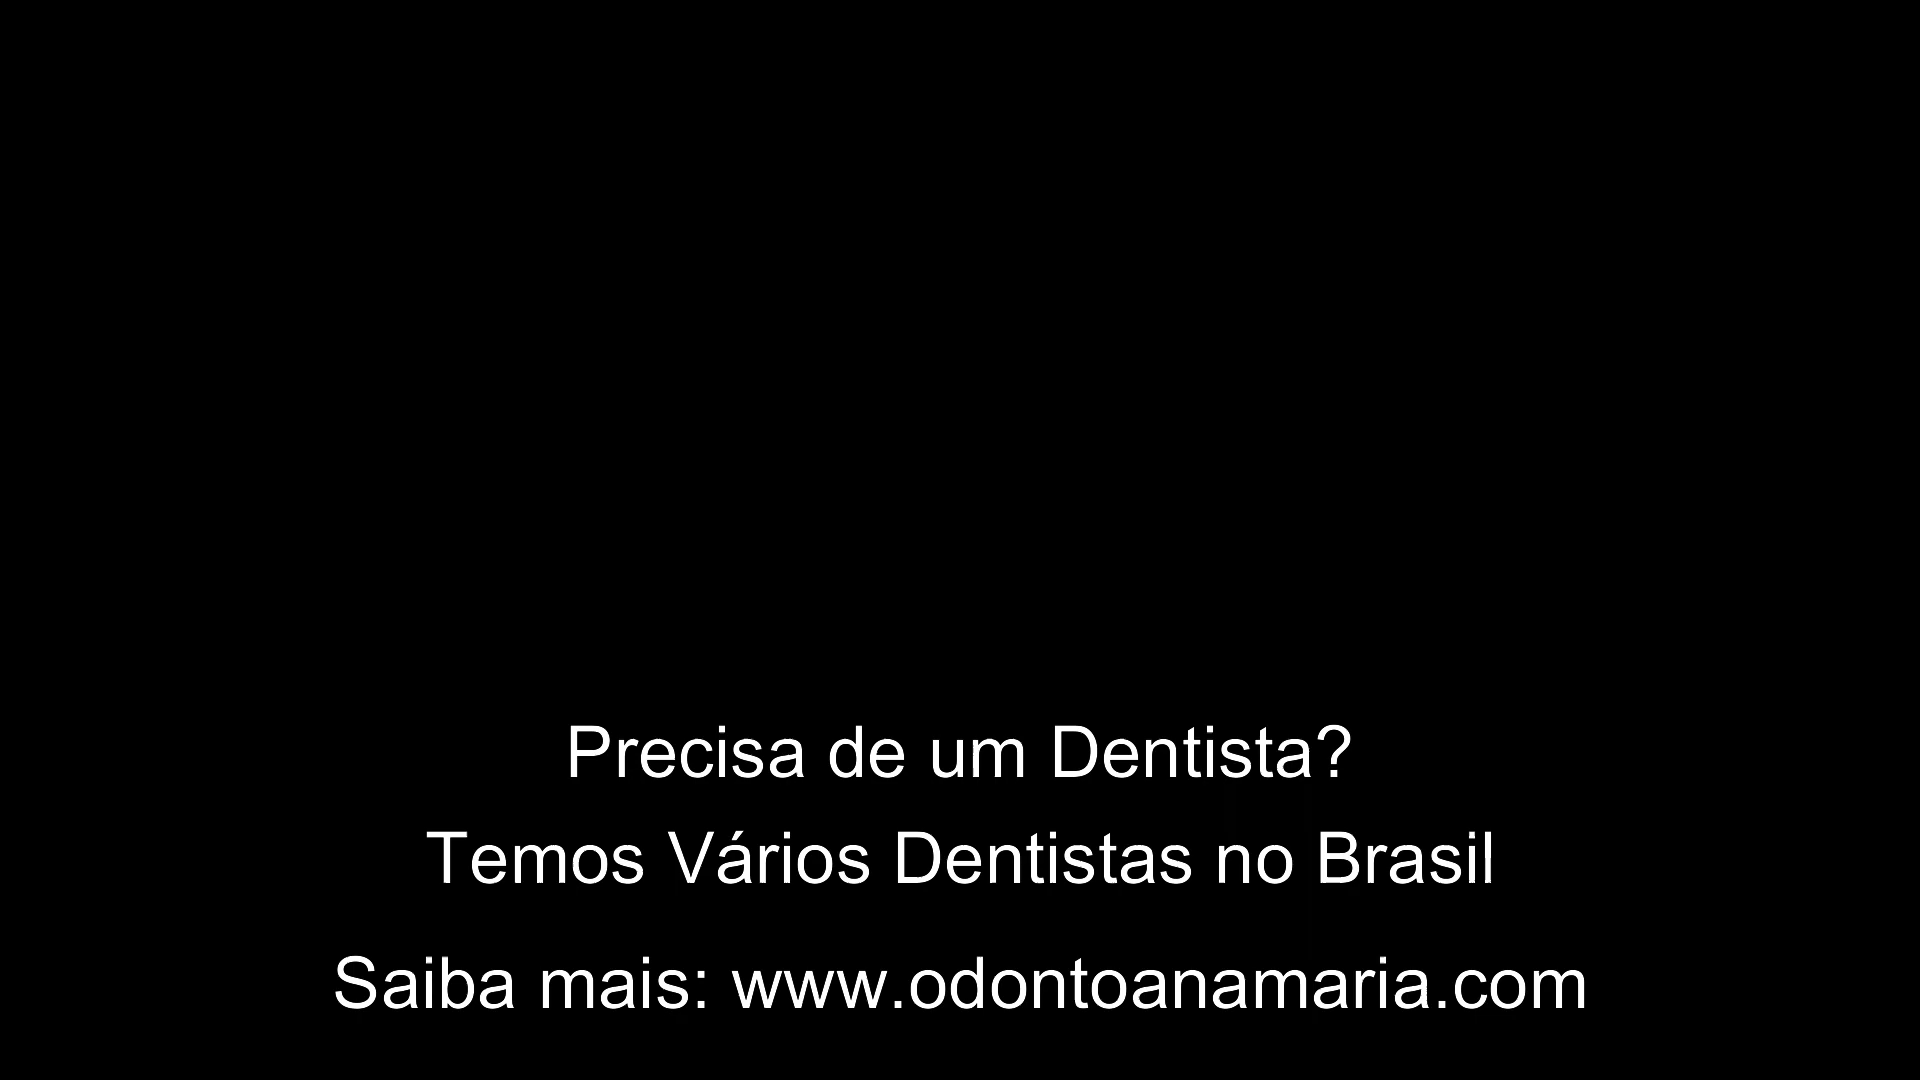 Precisa de um Dentista?
Temos Vários Dentistas no Brasil
Saiba mais: www.odontoanamaria.com